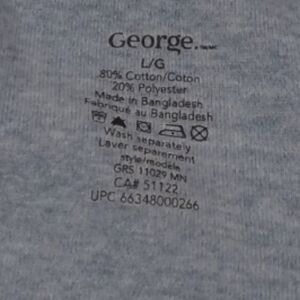 George.
L/G
80% Cotton/Coton
20% Polyester
Made in Bangladesh
Fabriqué au Bangladesh
Wash separately
Laver separement
style/modèle
GRS 11029 MN
CA# 51122
UPC 66348000266